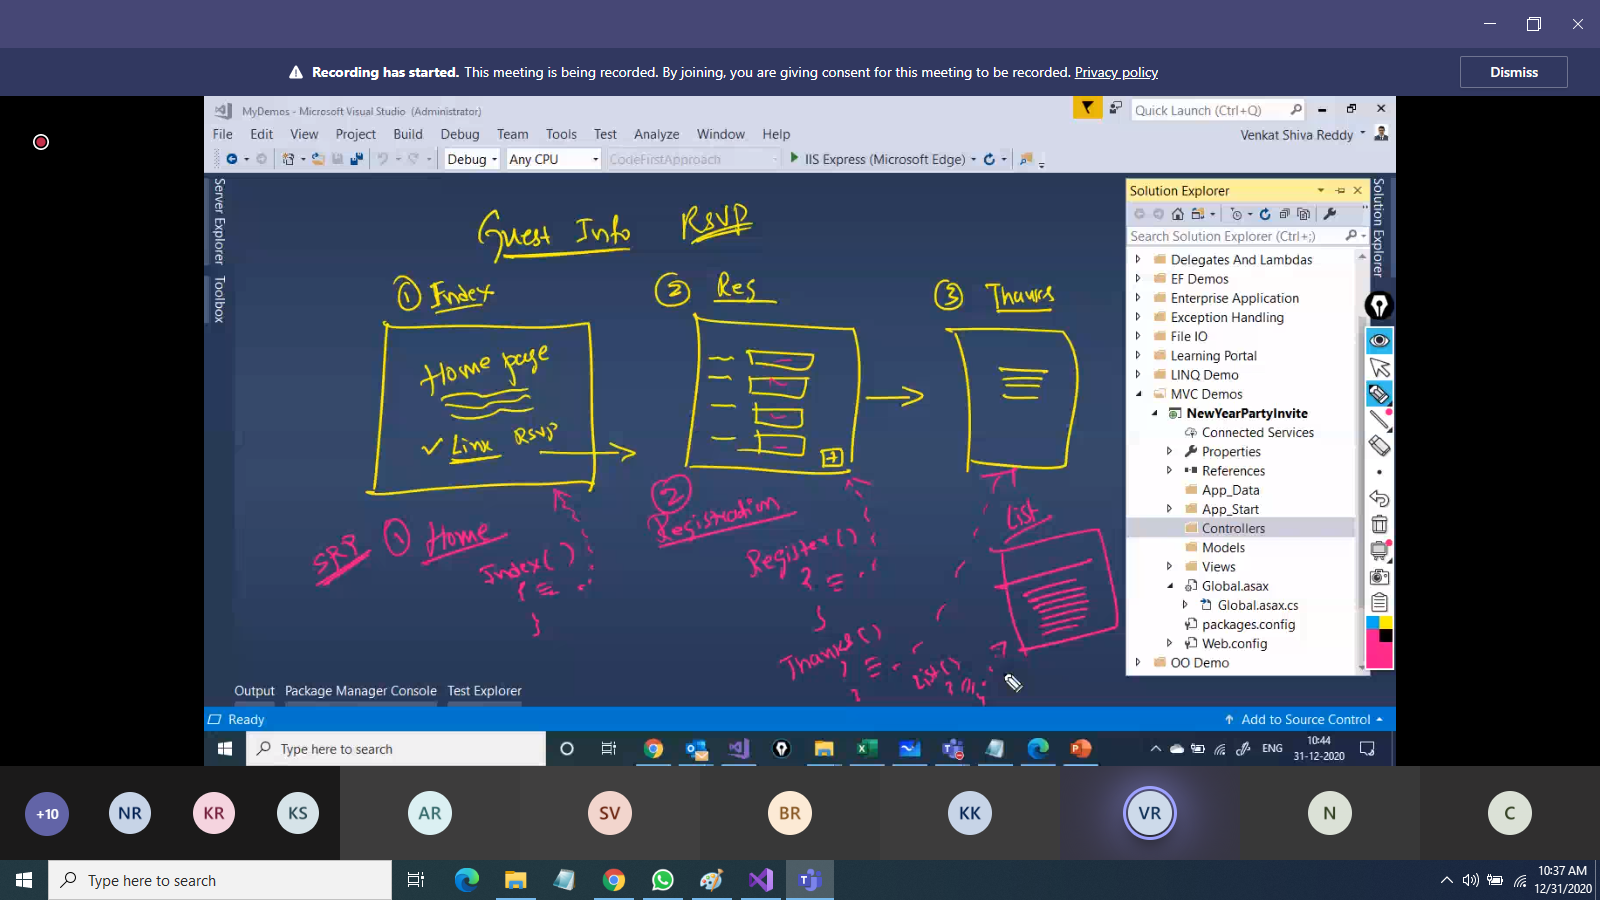 Recording has started. This meeting is being recorded. By joining, you are giving consent for this meeting to be recorded. Privacy policy
Dismiss
MyDemos - Microsoft Visual Studio (Administrator)
Quick Launch (Ctrl+Q)
File Edit View Project Build Debug Team Tools Test Analyze Window Help
Venkat Shiva Reddy
Debug Any CPU CodeFirstApproach IIS Express (Microsoft Edge)
Server Explorer
Toolbox
Guest Info RSVP
① Index
② Reg
③ Thanks
Home page
✓ Link RSVP
SRP ① Home
Index()
{
}
② Registration
Register()
{
}
Thanks()
{
}
List()
{
}
List
Solution Explorer
Solution Explorer
Search Solution Explorer (Ctrl+;)
Delegates And Lambdas
EF Demos
Enterprise Application
Exception Handling
File IO
Learning Portal
LINQ Demo
MVC Demos
NewYearPartyInvite
Connected Services
Properties
References
App_Data
App_Start
Controllers
Models
Views
Global.asax
Global.asax.cs
packages.config
Web.config
OO Demo
Output Package Manager Console Test Explorer
Ready
Add to Source Control
Type here to search
ENG
10:44
31-12-2020
+10 NR KR KS AR SV BR KK VR N C
Type here to search
10:37 AM
12/31/2020